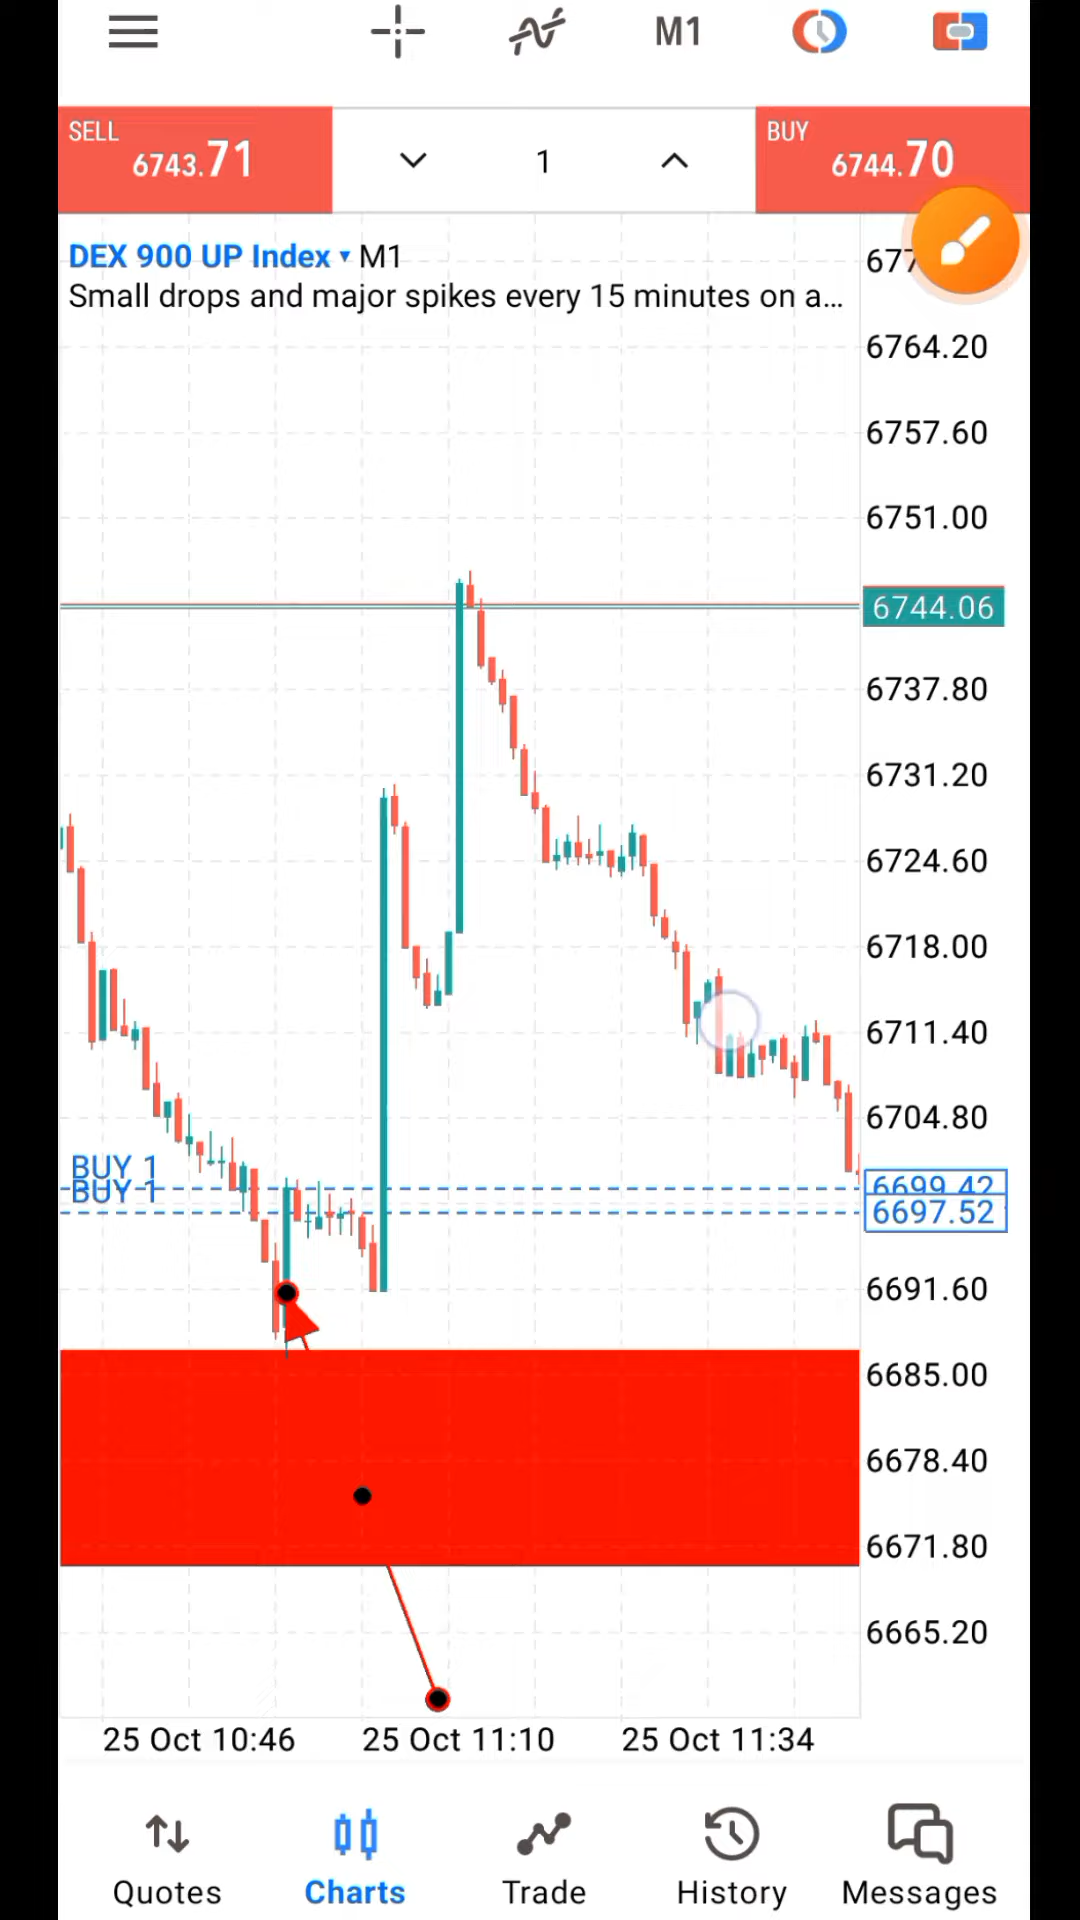 M1
SELL
6743.71
1
BUY
6744.70
DEX 900 UP Index ▾ M1
Small drops and major spikes every 15 minutes on a...
677
6764.20
6757.60
6751.00
6744.06
6737.80
6731.20
6724.60
6718.00
6711.40
6704.80
BUY 1
BUY 1
6699.42
6697.52
6691.60
6685.00
6678.40
6671.80
6665.20
25 Oct 10:46
25 Oct 11:10
25 Oct 11:34
Quotes
Charts
Trade
History
Messages